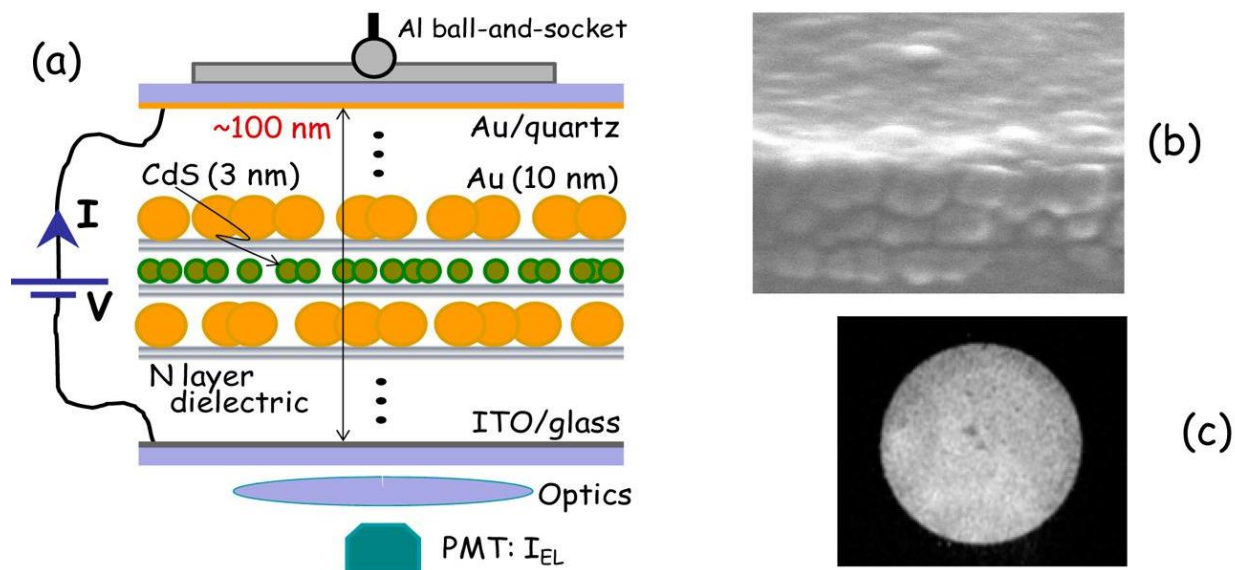 (a)
Al ball-and-socket
~100 nm
Au/quartz
CdS (3 nm)
Au (10 nm)
I
V
N layer
dielectric
ITO/glass
Optics
PMT: I_EL
(b)
(c)